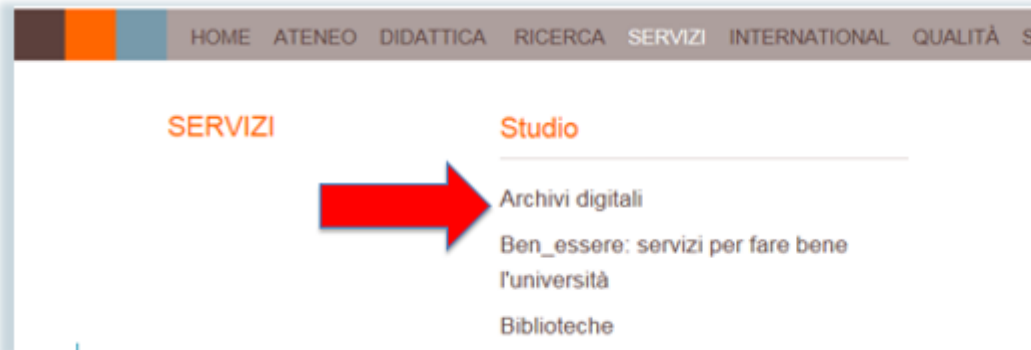 HOME ATENEO DIDATTICA RICERCA SERVIZI INTERNATIONAL QUALITÀ S
SERVIZI
Studio
Archivi digitali
Ben_essere: servizi per fare bene
l'università
Biblioteche